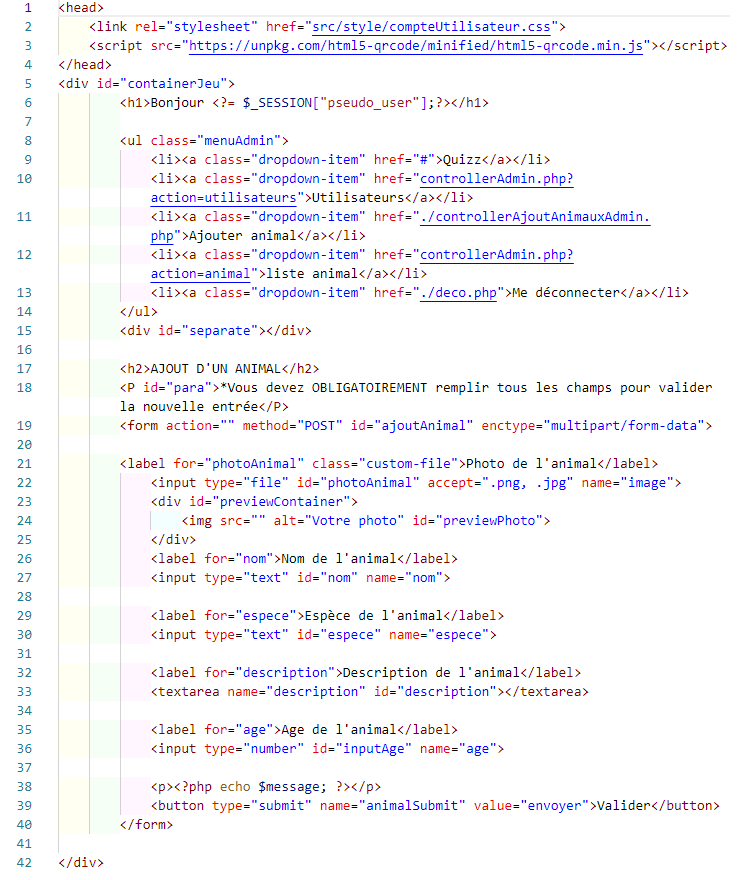 1 <head>
2 <link rel="stylesheet" href="src/style/compteUtilisateur.css">
3 <script src="https://unpkg.com/html5-qrcode/minified/html5-qrcode.min.js"></script>
4 </head>
5 <div id="containerJeu">
6 <h1>Bonjour <?= $_SESSION["pseudo_user"];?></h1>
7
8 <ul class="menuAdmin">
9 <li><a class="dropdown-item" href="#">Quizz</a></li>
10 <li><a class="dropdown-item" href="controllerAdmin.php?
action=utilisateurs">Utilisateurs</a></li>
11 <li><a class="dropdown-item" href="./controllerAjoutAnimauxAdmin.
php">Ajouter animal</a></li>
12 <li><a class="dropdown-item" href="controllerAdmin.php?
action=animal">liste animal</a></li>
13 <li><a class="dropdown-item" href="./deco.php">Me déconnecter</a></li>
14 </ul>
15 <div id="separate"></div>
16
17 <h2>AJOUT D'UN ANIMAL</h2>
18 <P id="para">*Vous devez OBLIGATOIREMENT remplir tous les champs pour valider
la nouvelle entrée</P>
19 <form action="" method="POST" id="ajoutAnimal" enctype="multipart/form-data">
20
21 <label for="photoAnimal" class="custom-file">Photo de l'animal</label>
22 <input type="file" id="photoAnimal" accept=".png, .jpg" name="image">
23 <div id="previewContainer">
24 <img src="" alt="Votre photo" id="previewPhoto">
25 </div>
26 <label for="nom">Nom de l'animal</label>
27 <input type="text" id="nom" name="nom">
28
29 <label for="espece">Espèce de l'animal</label>
30 <input type="text" id="espece" name="espece">
31
32 <label for="description">Description de l'animal</label>
33 <textarea name="description" id="description"></textarea>
34
35 <label for="age">Age de l'animal</label>
36 <input type="number" id="inputAge" name="age">
37
38 <p><?php echo $message; ?></p>
39 <button type="submit" name="animalSubmit" value="envoyer">Valider</button>
40 </form>
41
42 </div>